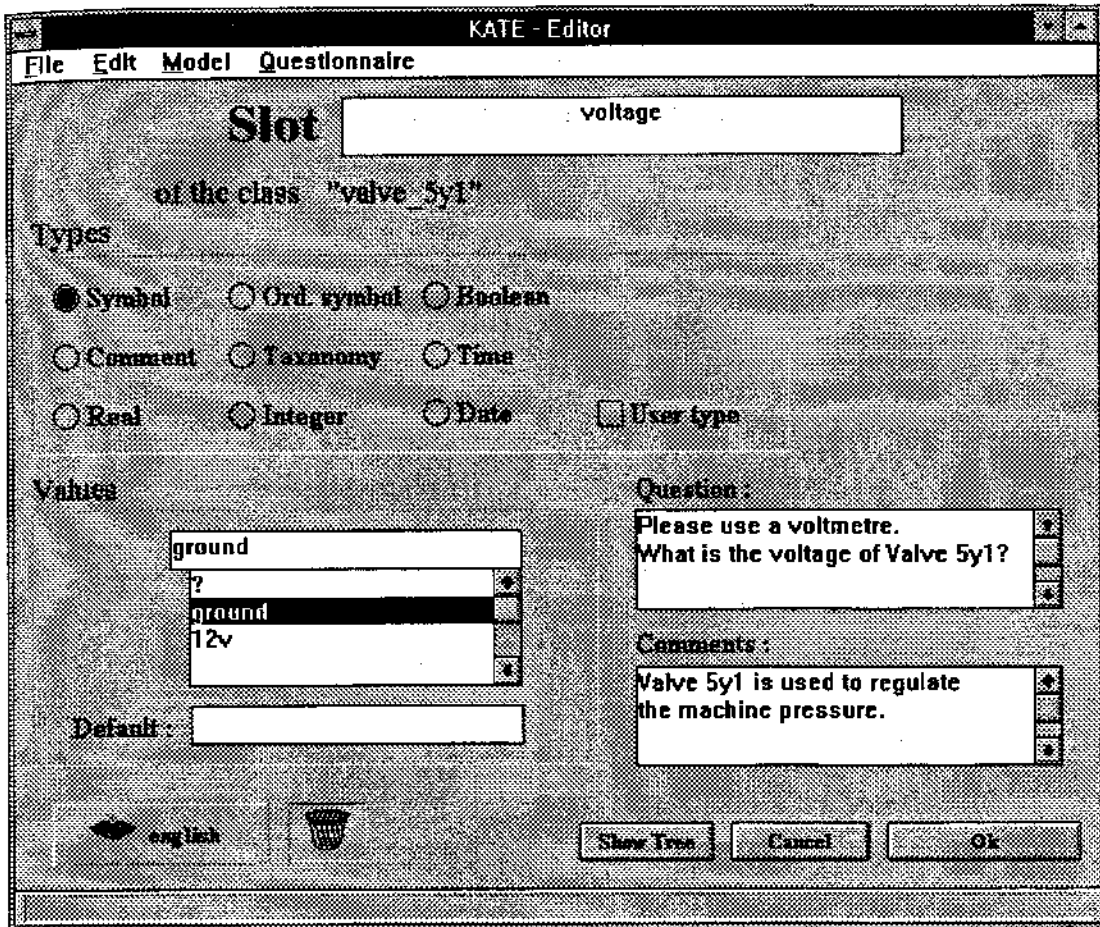 KATE - Editor
File Edit Model Questionnaire
Slot voltage
of the class "valve_5y1"
Types
Symbol Ord. symbol Boolean
Comment Taxanomy Time
Real Integer Date User type
Values
Question :
Please use a voltmetre.
What is the voltage of Valve 5y1?
ground
?
ground
12v
Comments :
Valve 5y1 is used to regulate
the machine pressure.
Default :
english
Show Tree Cancel Ok